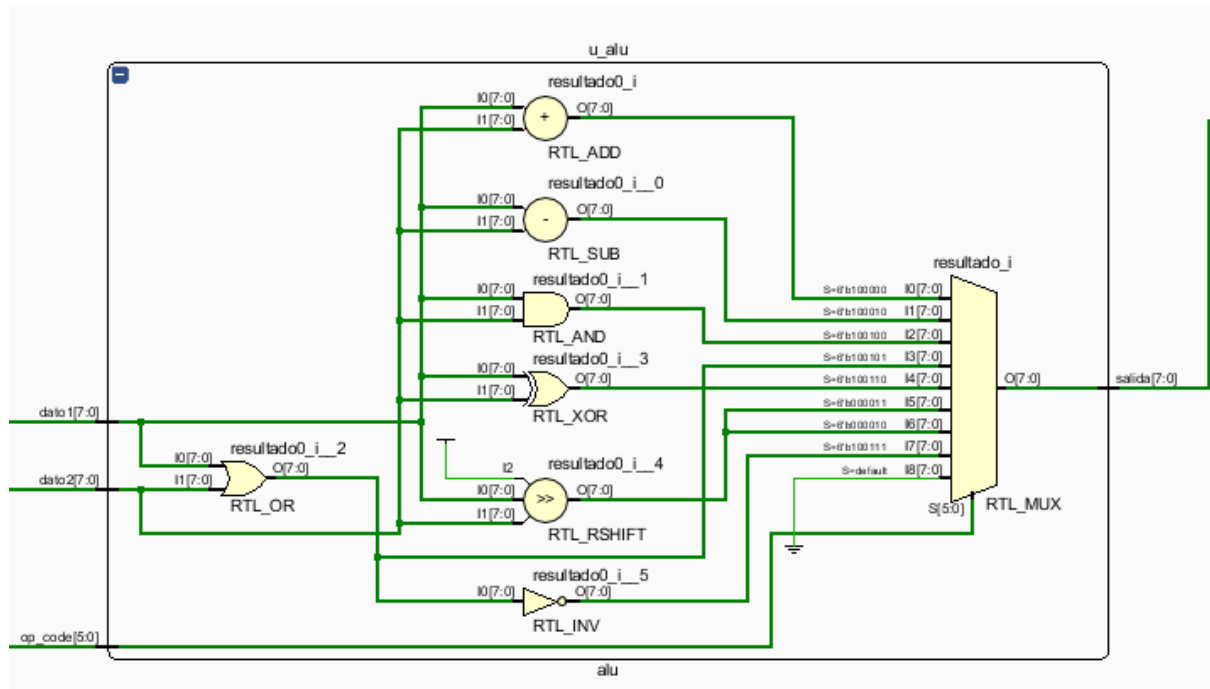 u_alu
resultado0_i
I0[7:0]
O[7:0]
I1[7:0]
+
RTL_ADD
resultado0_i__0
I0[7:0]
O[7:0]
I1[7:0]
-
RTL_SUB
resultado0_i__1
I0[7:0]
O[7:0]
I1[7:0]
RTL_AND
resultado0_i__3
I0[7:0]
O[7:0]
I1[7:0]
RTL_XOR
dato1[7:0]
resultado0_i__2
I0[7:0]
O[7:0]
I1[7:0]
RTL_OR
dato2[7:0]
resultado0_i__4
I2
I0[7:0]
O[7:0]
I1[7:0]
>>
RTL_RSHIFT
resultado0_i__5
I0[7:0]
O[7:0]
RTL_INV
resultado_i
S=6'b100000 I0[7:0]
S=6'b100010 I1[7:0]
S=6'b100100 I2[7:0]
S=6'b100101 I3[7:0]
S=6'b100110 I4[7:0]
S=6'b000011 I5[7:0]
S=6'b000010 I6[7:0]
S=6'b100111 I7[7:0]
S=default I8[7:0]
S[5:0]
O[7:0]
RTL_MUX
salida[7:0]
op_code[5:0]
alu